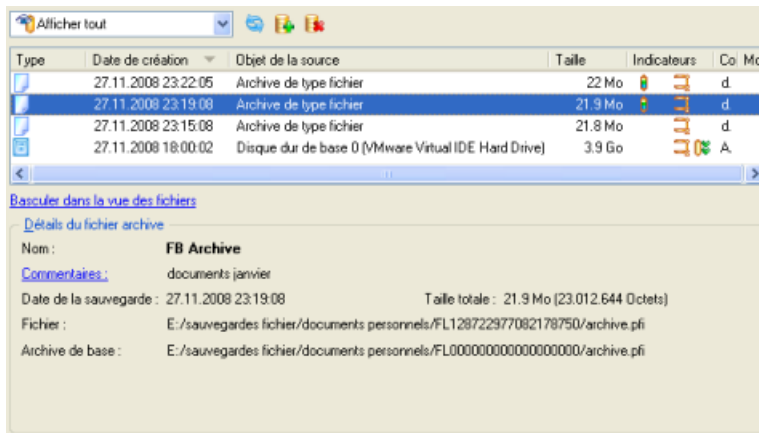 Afficher tout
Type Date de création Objet de la source Taille Indicateurs Co Mo
27.11.2008 23:22:05 Archive de type fichier 22 Mo d.
27.11.2008 23:19:08 Archive de type fichier 21.9 Mo d.
27.11.2008 23:15:08 Archive de type fichier 21.8 Mo d.
27.11.2008 18:00:02 Disque dur de base 0 (VMware Virtual IDE Hard Drive) 3.9 Go A.
Basculer dans la vue des fichiers
Détails du fichier archive
Nom : FB Archive
Commentaires : documents janvier
Date de la sauvegarde : 27.11.2008 23:19:08 Taille totale : 21.9 Mo (23.012.644 Octets)
Fichier : E:/sauvegardes fichier/documents personnels/FL128722977082178750/archive.pfi
Archive de base : E:/sauvegardes fichier/documents personnels/FL000000000000000000/archive.pfi